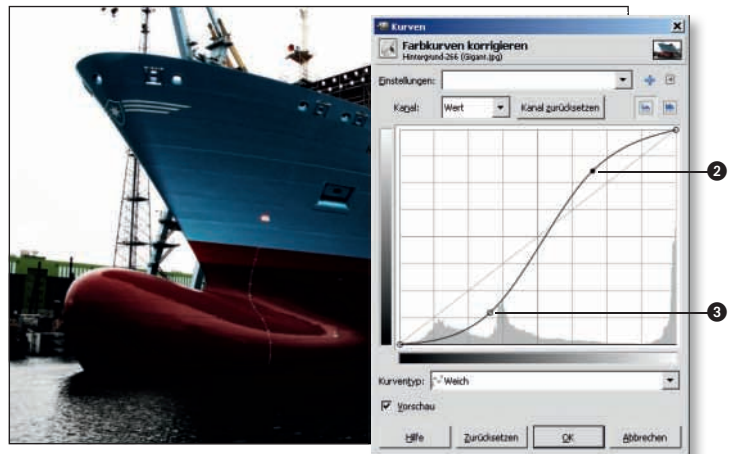 Kurven
Farbkurven korrigieren
Hintergrund-266 (Gigant.jpg)
Einstellungen:
Kanal: Wert Kanal zurücksetzen
2
3
Kurventyp: Weich
Vorschau
Hilfe Zurücksetzen OK Abbrechen